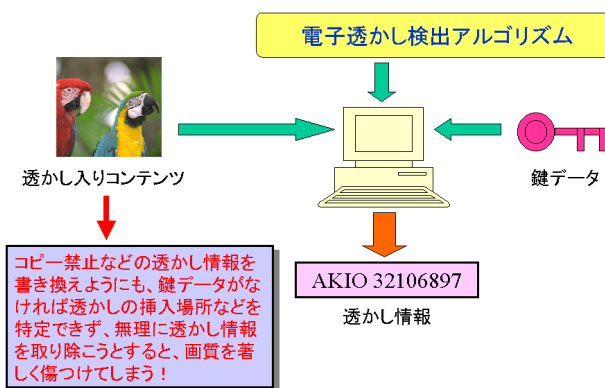 電子透かし検出アルゴリズム
透かし入りコンテンツ
鍵データ
コピー禁止などの透かし情報を
書き換えようにも、鍵データがな
ければ透かしの挿入場所などを
特定できず、無理に透かし情報
を取り除こうとすると、画質を著
しく傷つけてしまう！
AKIO 32106897
透かし情報